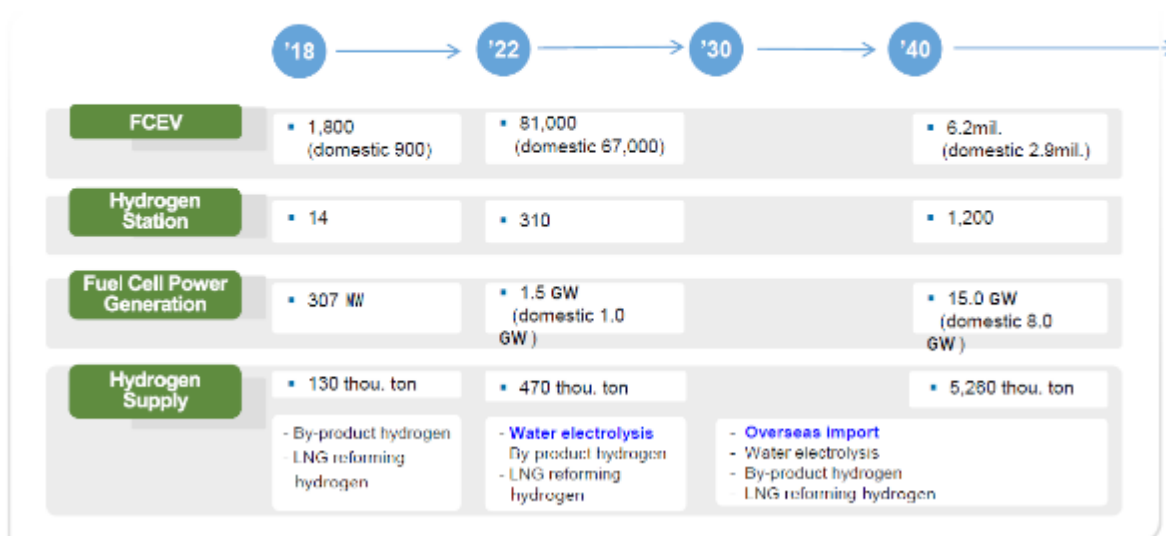 ’18 ’22 ’30 ’40
FCEV
▪ 1,800
(domestic 900)
▪ 81,000
(domestic 67,000)
▪ 6.2mil.
(domestic 2.9mil.)
Hydrogen
Station
▪ 14
▪ 310
▪ 1,200
Fuel Cell Power
Generation
▪ 307 MW
▪ 1.5 GW
(domestic 1.0
GW )
▪ 15.0 GW
(domestic 8.0
GW )
Hydrogen
Supply
▪ 130 thou. ton
▪ 470 thou. ton
▪ 5,260 thou. ton
- By-product hydrogen
- LNG reforming
hydrogen
- Water electrolysis
By product hydrogen
- LNG reforming
hydrogen
- Overseas import
- Water electrolysis
- By-product hydrogen
LNG reforming hydrogen